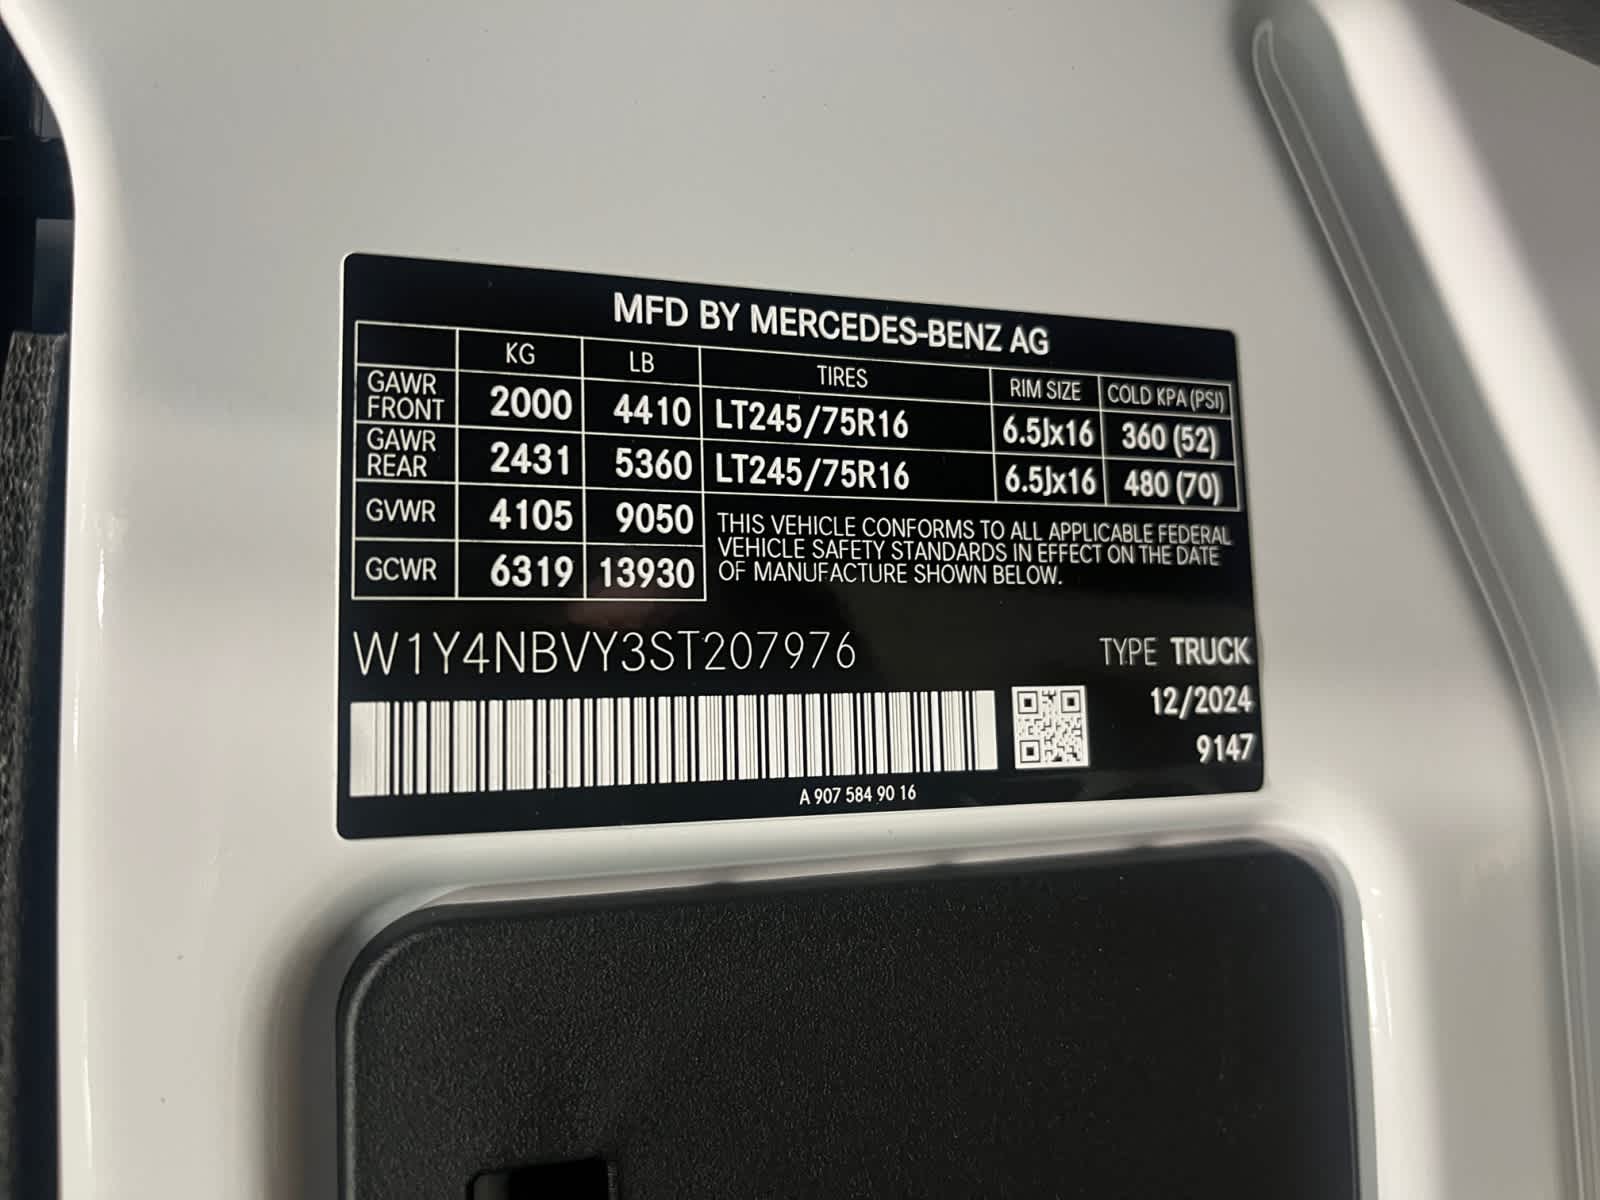 MFD BY MERCEDES-BENZ AG
KG LB TIRES RIM SIZE COLD KPA (PSI)
GAWR FRONT 2000 4410 LT245/75R16 6.5Jx16 360 (52)
GAWR REAR 2431 5360 LT245/75R16 6.5Jx16 480 (70)
GVWR 4105 9050
GCWR 6319 13930
THIS VEHICLE CONFORMS TO ALL APPLICABLE FEDERAL
VEHICLE SAFETY STANDARDS IN EFFECT ON THE DATE
OF MANUFACTURE SHOWN BELOW.
W1Y4NBVY3ST207976
TYPE TRUCK
12/2024
9147
A 907 584 90 16